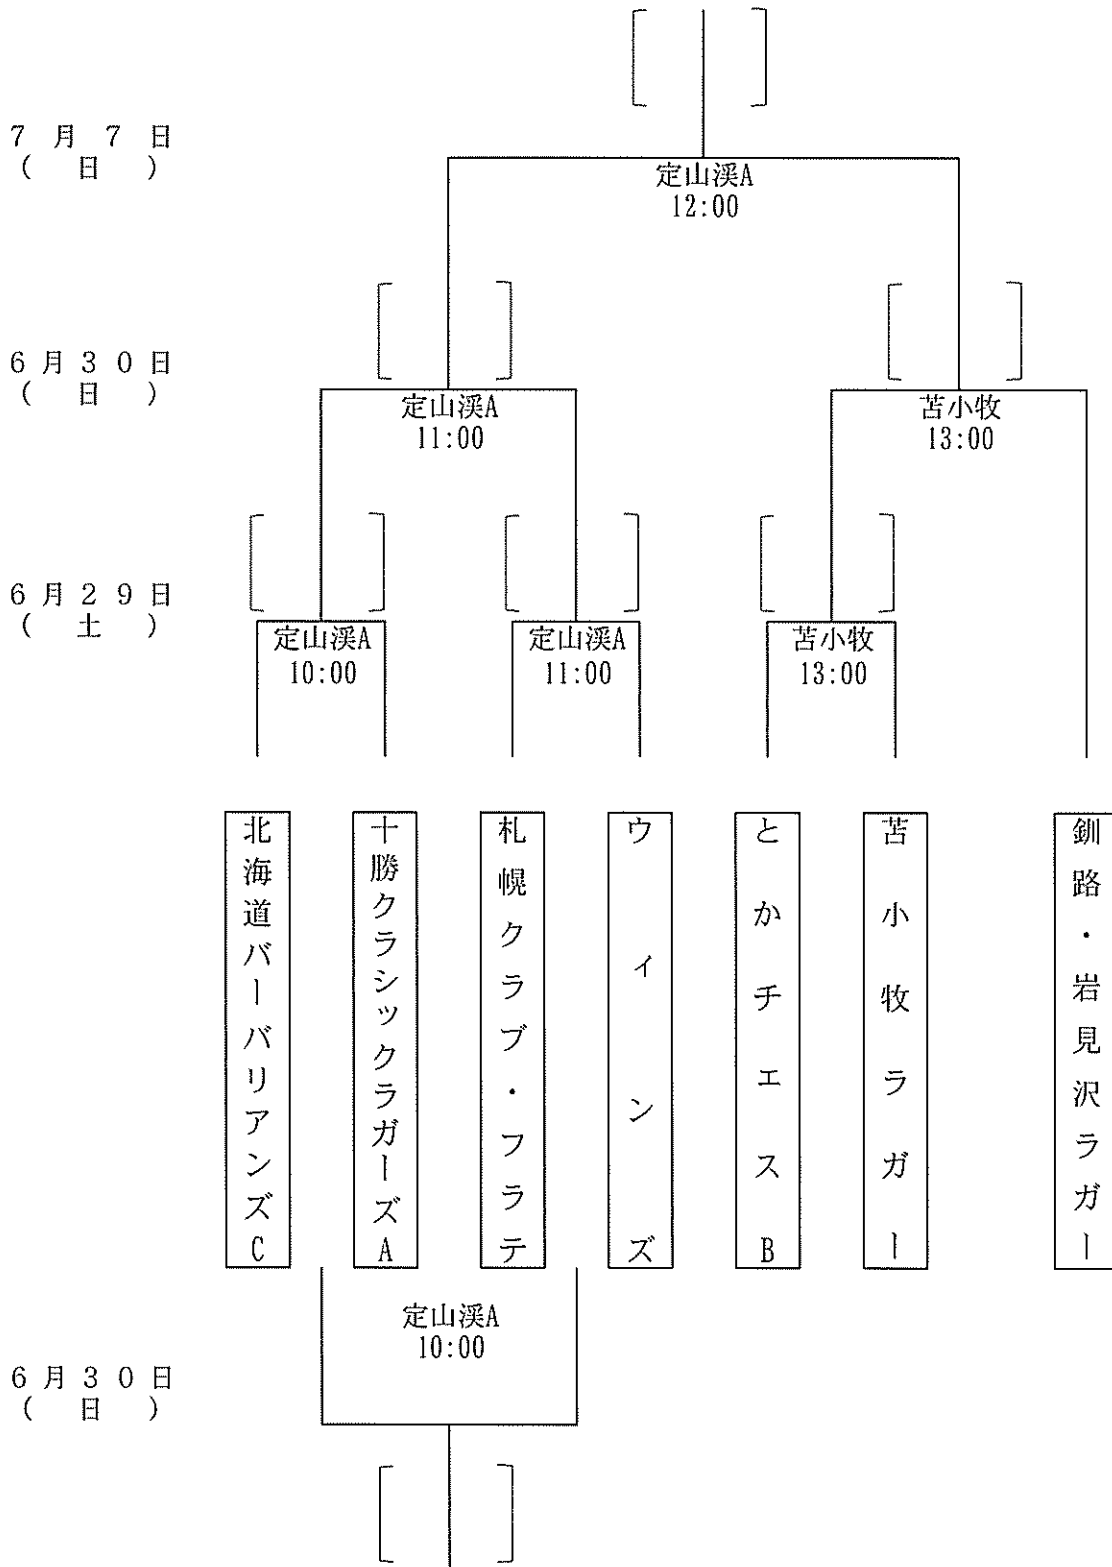 ７月７日
（日）
定山渓A
12:00
６月３０日
（日）
定山渓A
11:00
苫小牧
13:00
６月２９日
（土）
定山渓A
10:00
定山渓A
11:00
苫小牧
13:00
北海道バーバリアンズC
十勝クラシックラガーズA
札幌クラブ・フラテ
ウィンズ
とかチェスB
苫小牧ラガー
釧路・岩見沢ラガー
定山渓A
10:00
６月３０日
（日）